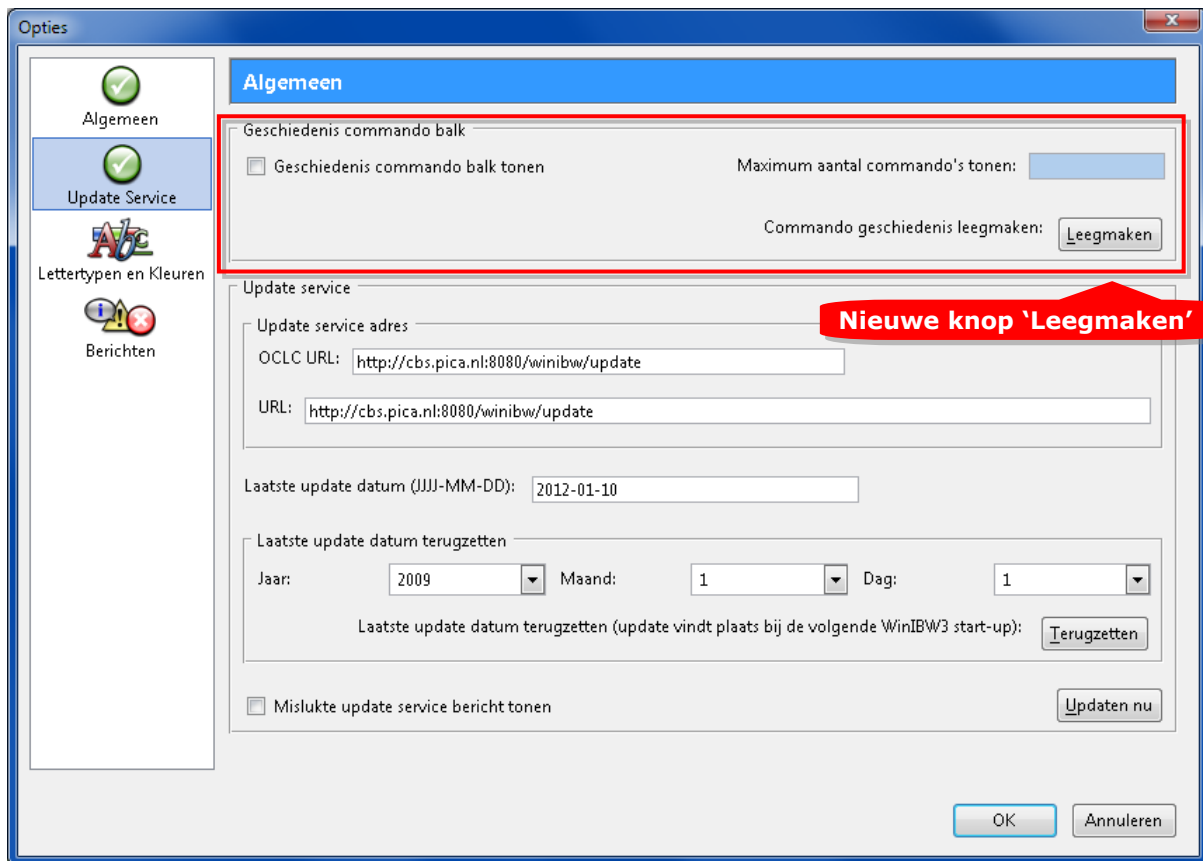 Opties
Algemeen
Update Service
Lettertypen en Kleuren
Berichten
Algemeen
Geschiedenis commando balk
Geschiedenis commando balk tonen
Maximum aantal commando's tonen:
Commando geschiedenis leegmaken:
Leegmaken
Nieuwe knop ‘Leegmaken’
Update service
Update service adres
OCLC URL: http://cbs.pica.nl:8080/winibw/update
URL: http://cbs.pica.nl:8080/winibw/update
Laatste update datum (JJJJ-MM-DD): 2012-01-10
Laatste update datum terugzetten
Jaar: 2009 Maand: 1 Dag: 1
Laatste update datum terugzetten (update vindt plaats bij de volgende WinIBW3 start-up): Terugzetten
Mislukte update service bericht tonen
Updaten nu
OK
Annuleren